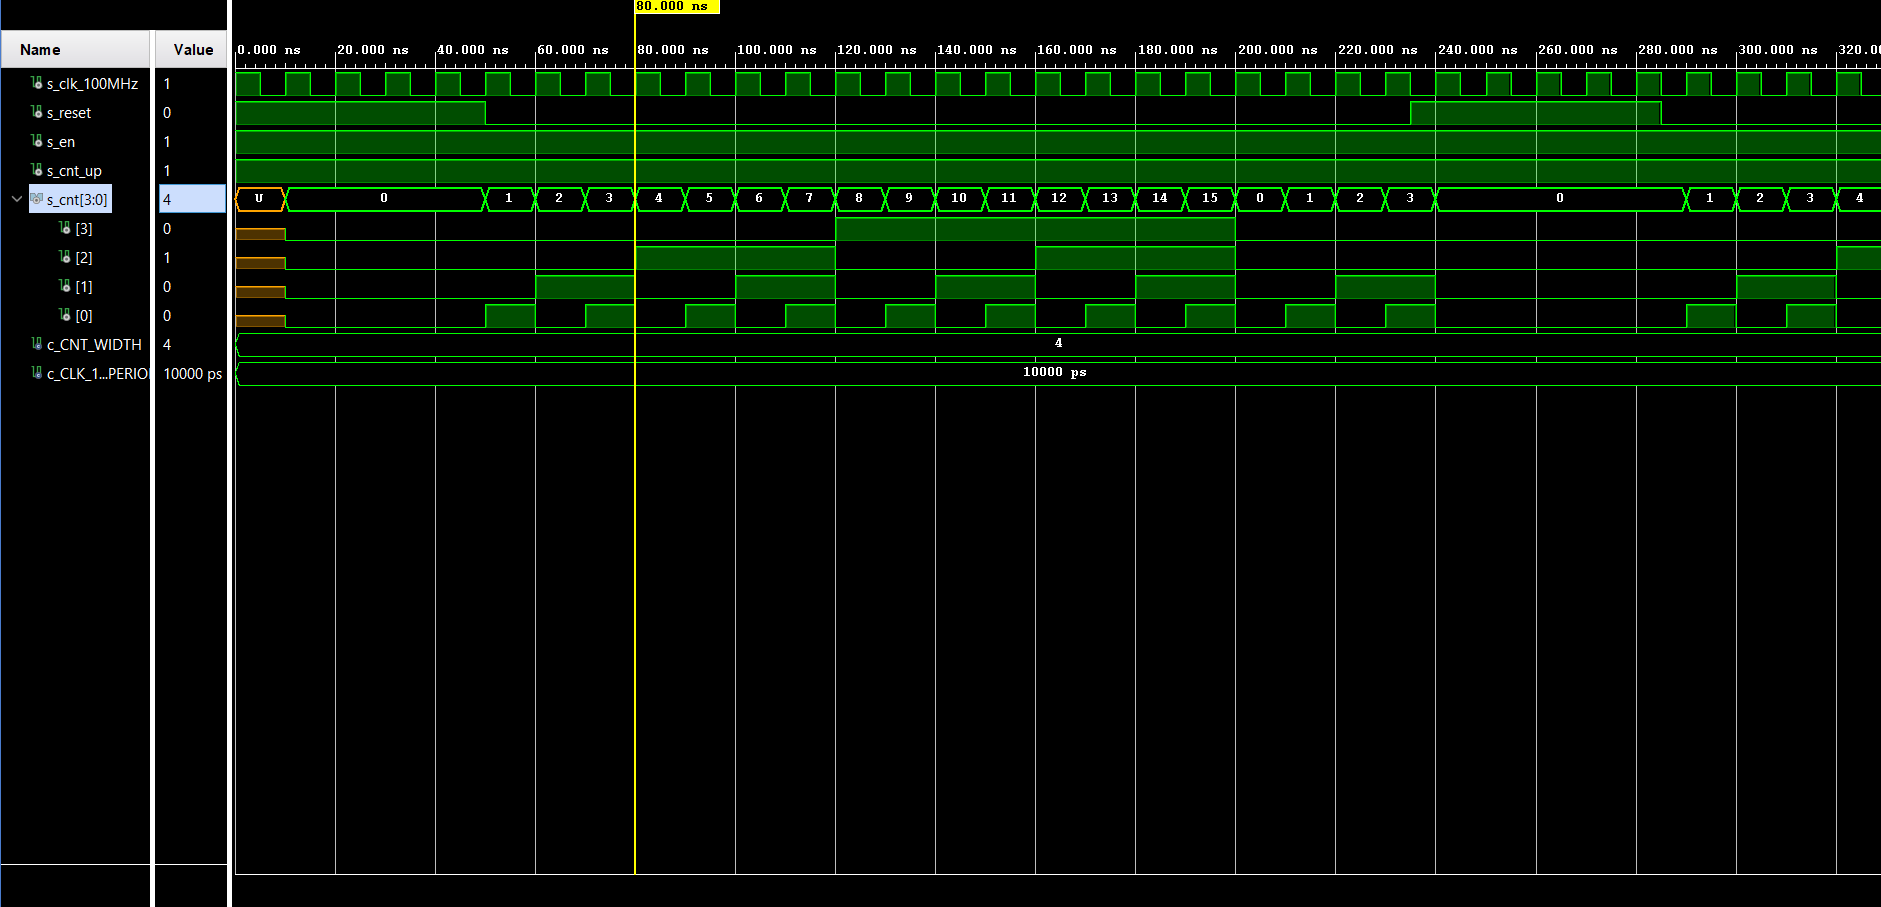 80.000 ns
Name Value 0.000 ns 20.000 ns 40.000 ns 60.000 ns 80.000 ns 100.000 ns 120.000 ns 140.000 ns 160.000 ns 180.000 ns 200.000 ns 220.000 ns 240.000 ns 260.000 ns 280.000 ns 300.000 ns 320.0
s_clk_100MHz 1
s_reset 0
s_en 1
s_cnt_up 1
s_cnt[3:0] 4 U 0 1 2 3 4 5 6 7 8 9 10 11 12 13 14 15 0 1 2 3 0 1 2 3 4
[3] 0
[2] 1
[1] 0
[0] 0
c_CNT_WIDTH 4 4
c_CLK_1...PERIO 10000 ps 10000 ps